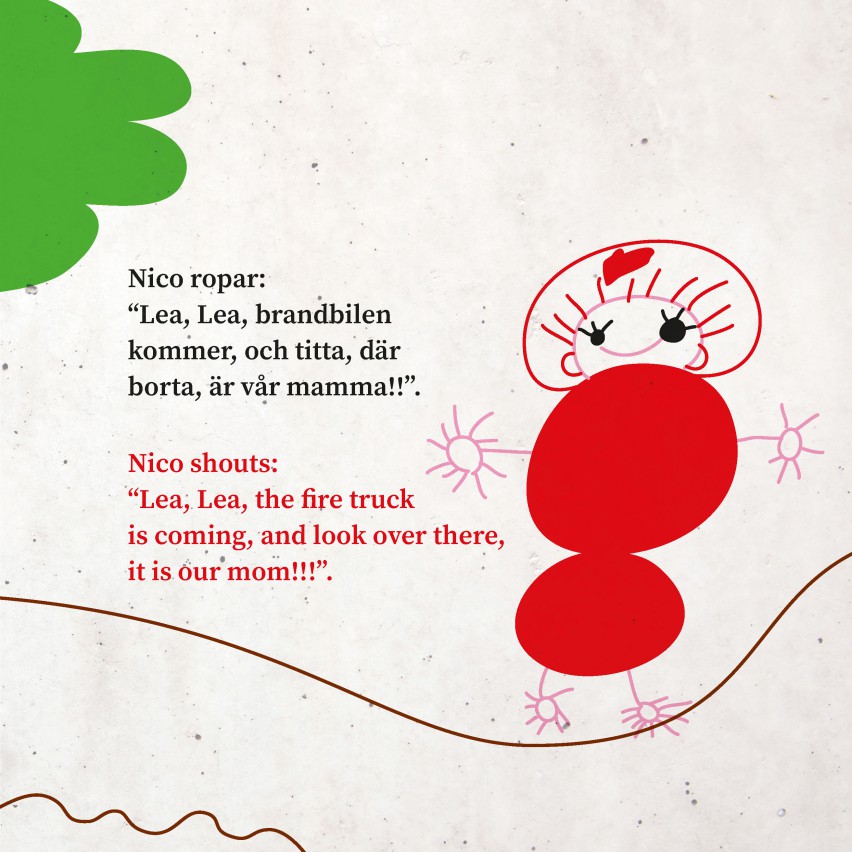 Nico ropar:
“Lea, Lea, brandbilen
kommer, och titta, där
borta, är vår mamma!!”.
Nico shouts:
“Lea, Lea, the fire truck
is coming, and look over there,
it is our mom!!!”.